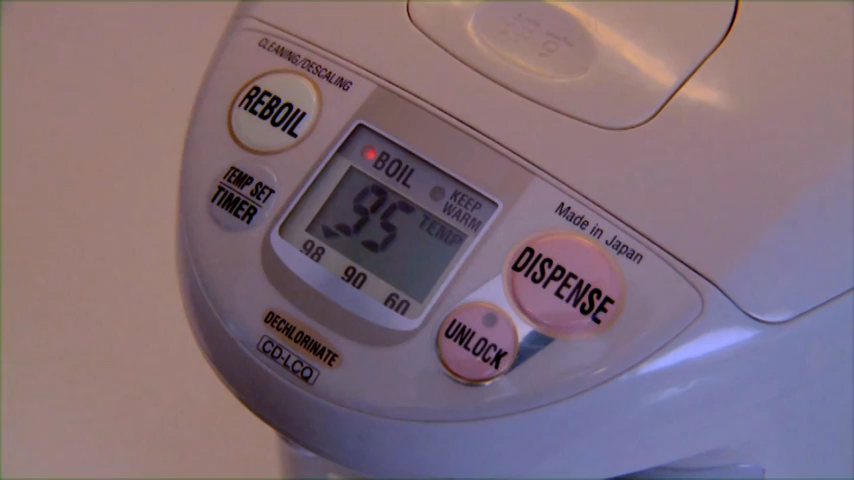 CLEANING/DESCALING
REBOIL
TEMP SET
TIMER
BOIL
KEEP
WARM
95
TEMP
98
90
60
Made in Japan
DISPENSE
UNLOCK
DECHLORINATE
CD-LCQ